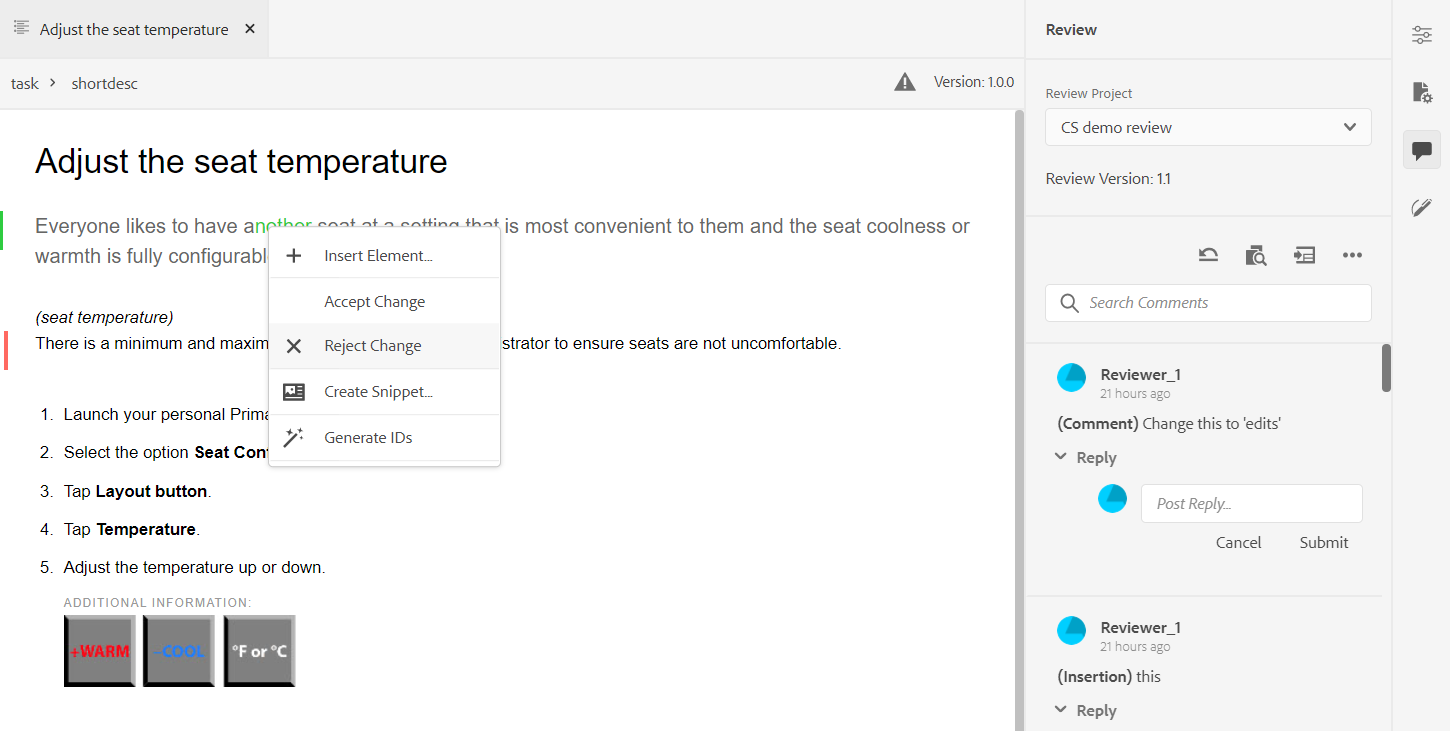 Adjust the seat temperature
task > shortdesc
Version: 1.0.0
Adjust the seat temperature
Everyone likes to have another seat at a setting that is most convenient to them and the seat coolness or
warmth is fully configurabl
(seat temperature)
There is a minimum and maxim strator to ensure seats are not uncomfortable.
1. Launch your personal Prima
2. Select the option Seat Cont
3. Tap Layout button.
4. Tap Temperature.
5. Adjust the temperature up or down.
ADDITIONAL INFORMATION:
+WARM -COOL °F or °C
Insert Element...
Accept Change
Reject Change
Create Snippet...
Generate IDs
Review
Review Project
CS demo review
Review Version: 1.1
Search Comments
Reviewer_1
21 hours ago
(Comment) Change this to 'edits'
Reply
Post Reply...
Cancel Submit
Reviewer_1
21 hours ago
(Insertion) this
Reply